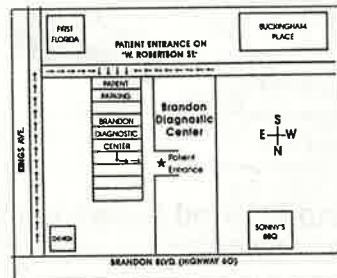 FIRST
FLORIDA
BUCKINGHAM
PLACE
PATIENT ENTRANCE ON
"W. ROBERTSON ST."
PATIENT
PARKING
BRANDON
DIAGNOSTIC
CENTER
Brandon
Diagnostic
Center
Patient
Entrance
S
E W
N
KINGS AVE.
SONNY'S
BBQ
BRANDON BLVD. (HIGHWAY 60)